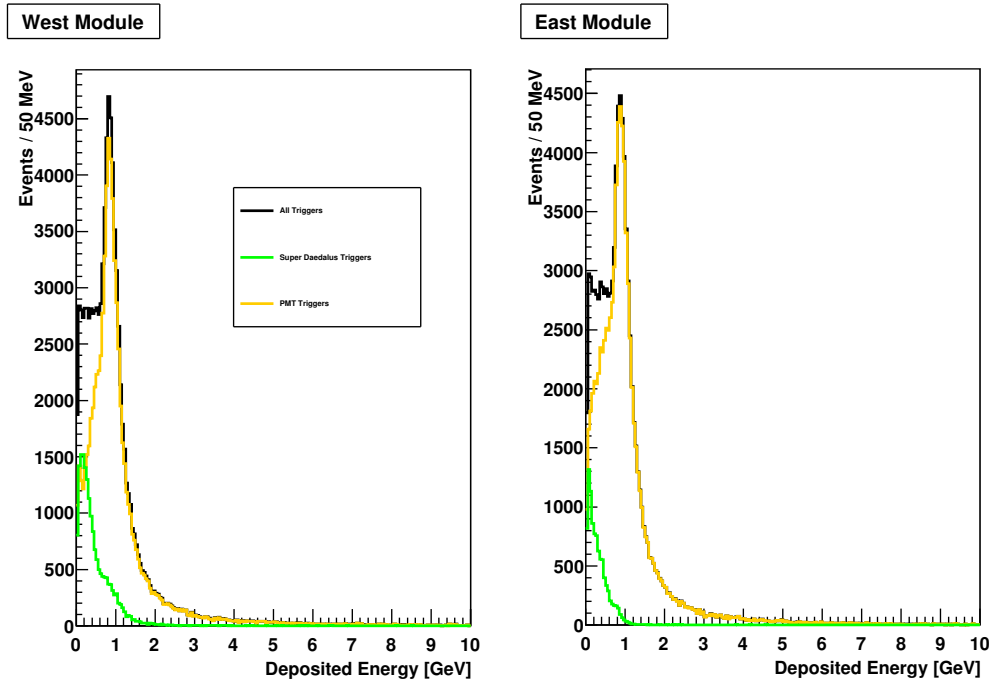 West Module
Events / 50 MeV
4500
4000
3500
3000
2500
2000
1500
1000
500
0
0 1 2 3 4 5 6 7 8 9 10
Deposited Energy [GeV]
All Triggers
Super Daedalus Triggers
PMT Triggers
East Module
Events / 50 MeV
4500
4000
3500
3000
2500
2000
1500
1000
500
0
0 1 2 3 4 5 6 7 8 9 10
Deposited Energy [GeV]